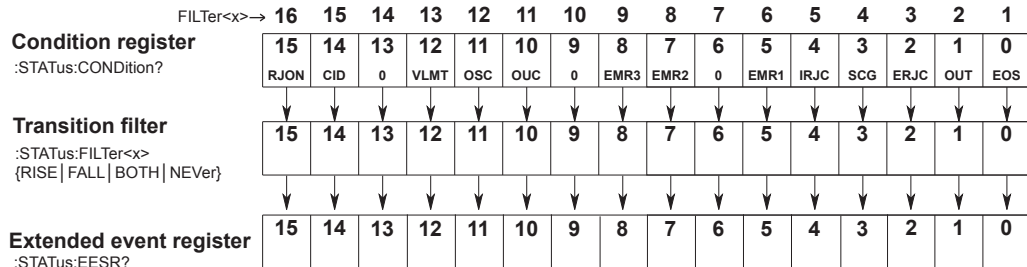 FILTer<x>→ 16 15 14 13 12 11 10 9 8 7 6 5 4 3 2 1
Condition register
:STATus:CONDition?
15 14 13 12 11 10 9 8 7 6 5 4 3 2 1 0
RJON CID 0 VLMT OSC OUC 0 EMR3 EMR2 0 EMR1 IRJC SCG ERJC OUT EOS
Transition filter
:STATus:FILTer<x>
{RISE|FALL|BOTH|NEVer}
15 14 13 12 11 10 9 8 7 6 5 4 3 2 1 0
Extended event register
:STATus:EESR?
15 14 13 12 11 10 9 8 7 6 5 4 3 2 1 0